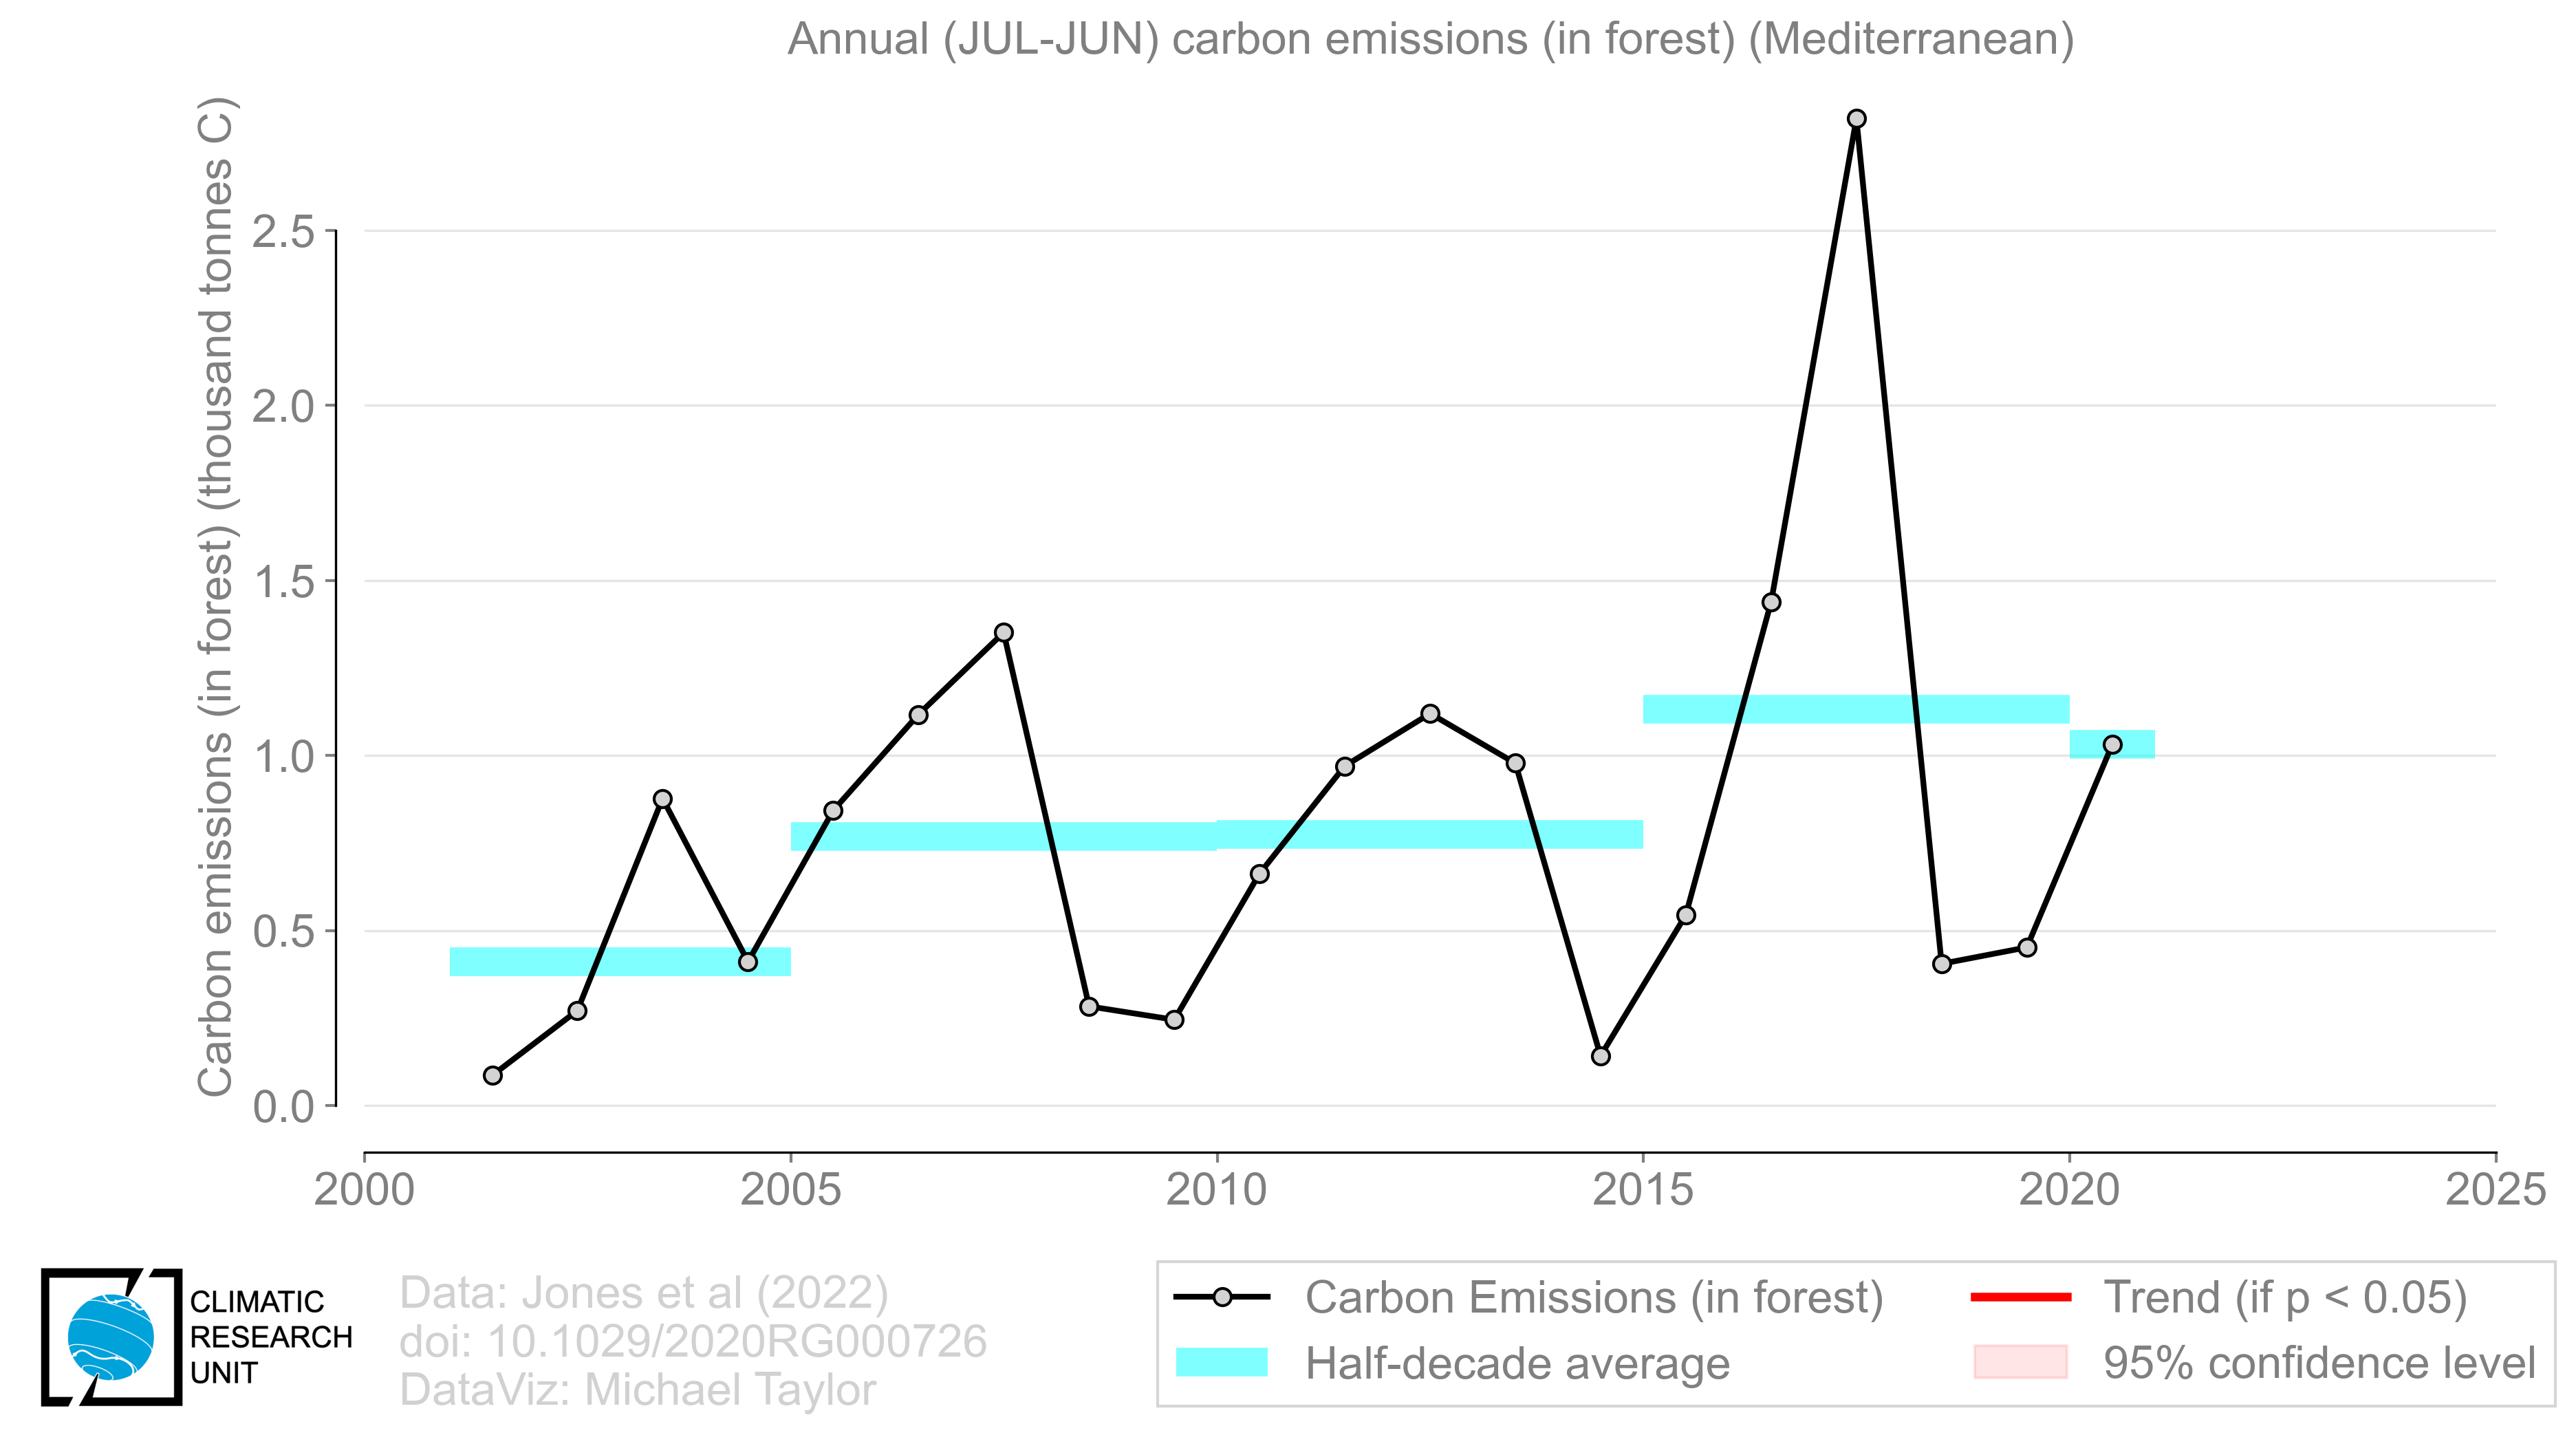 Annual (JUL-JUN) carbon emissions (in forest) (Mediterranean)
Carbon emissions (in forest) (thousand tonnes C)
2.5
2.0
1.5
1.0
0.5
0.0
2000 2005 2010 2015 2020 2025
CLIMATIC
RESEARCH
UNIT
Data: Jones et al (2022)
doi: 10.1029/2020RG000726
DataViz: Michael Taylor
Carbon Emissions (in forest)
Half-decade average
Trend (if p < 0.05)
95% confidence level